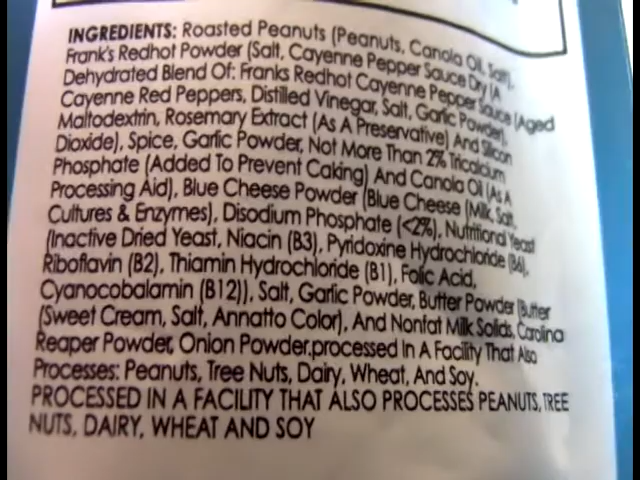 INGREDIENTS: Roasted Peanuts (Peanuts, Canola Oil, Salt),
Frank's Redhot Powder (Salt, Cayenne Pepper Sauce Dry (A
Dehydrated Blend Of: Franks Redhot Cayenne Pepper Sauce (Aged
Cayenne Red Peppers, Distilled Vinegar, Salt, Garlic Powder),
Maltodextrin, Rosemary Extract (As A Preservative) And Silicon
Dioxide), Spice, Garlic Powder, Not More Than 2% Tricalcium
Phosphate (Added To Prevent Caking) And Canola Oil (As A
Processing Aid), Blue Cheese Powder (Blue Cheese (Milk, Salt,
Cultures & Enzymes), Disodium Phosphate (<2%), Nutritional Yeast
(Inactive Dried Yeast, Niacin (B3), Pyridoxine Hydrochloride (B6),
Riboflavin (B2), Thiamin Hydrochloride (B1), Folic Acid,
Cyanocobalamin (B12)), Salt, Garlic Powder, Butter Powder (Butter
(Sweet Cream, Salt, Annatto Color), And Nonfat Milk Solids, Carolina
Reaper Powder, Onion Powder.processed In A Facility That Also
Processes: Peanuts, Tree Nuts, Dairy, Wheat, And Soy.
PROCESSED IN A FACILITY THAT ALSO PROCESSES PEANUTS, TREE
NUTS, DAIRY, WHEAT AND SOY